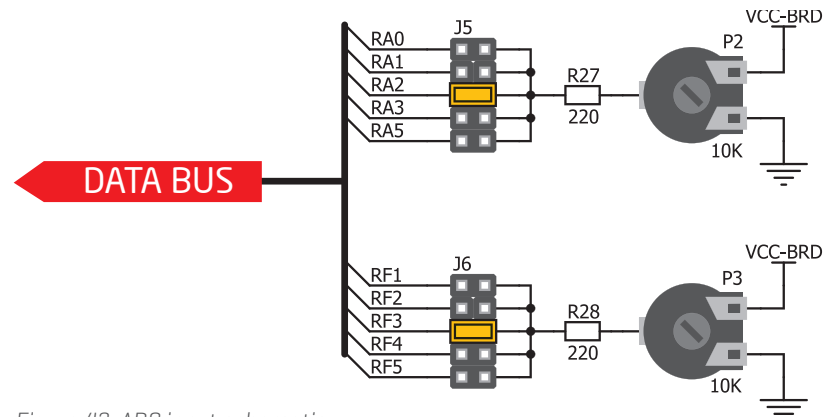 VCC-BRD
J5
P2
RA0
RA1
RA2
RA3
RA5
R27
220
10K
DATA BUS
VCC-BRD
J6
P3
RF1
RF2
RF3
RF4
RF5
R28
220
10K